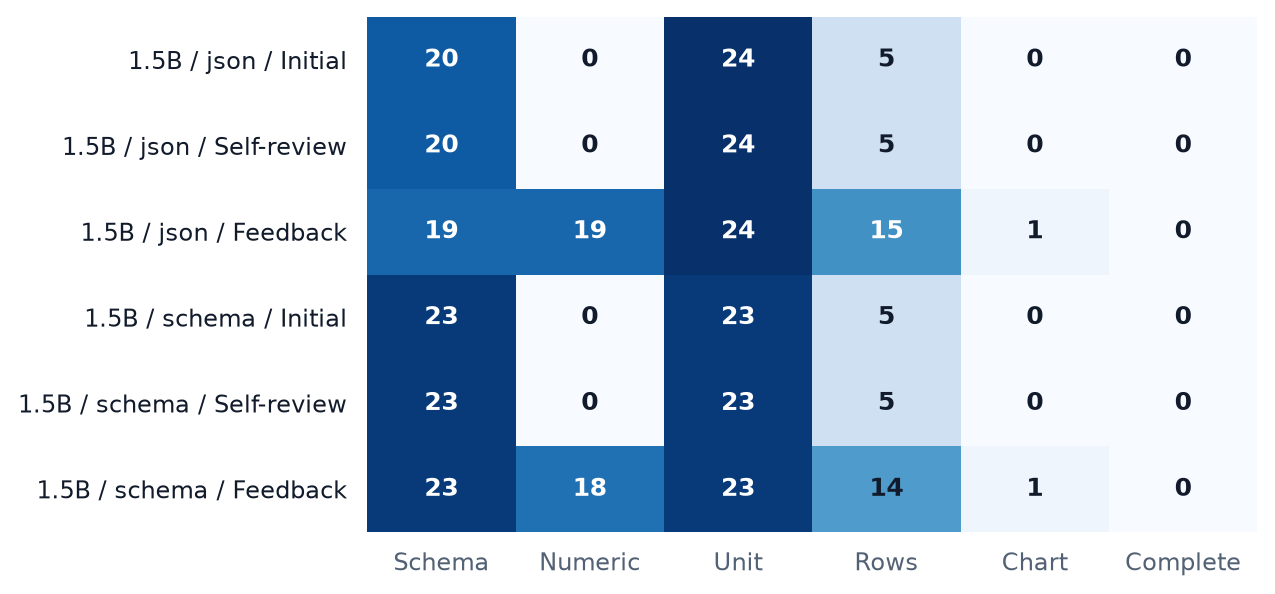 1.5B / json / Initial 20 0 24 5 0 0
1.5B / json / Self-review 20 0 24 5 0 0
1.5B / json / Feedback 19 19 24 15 1 0
1.5B / schema / Initial 23 0 23 5 0 0
1.5B / schema / Self-review 23 0 23 5 0 0
1.5B / schema / Feedback 23 18 23 14 1 0
Schema Numeric Unit Rows Chart Complete